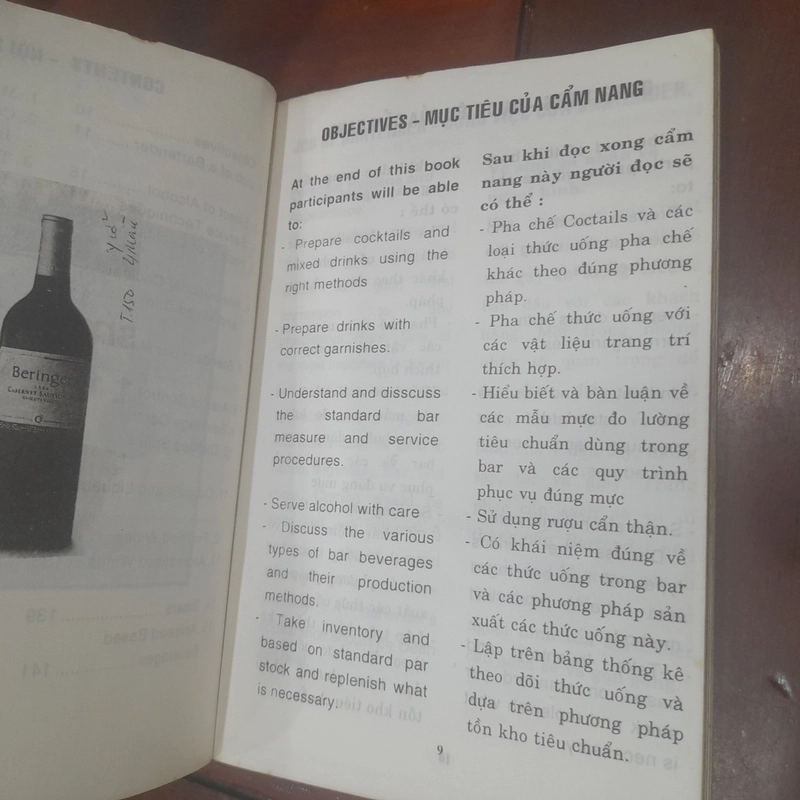 CONTENTS
139
141
Beringer
CABERNET SAUVIGNON
OBJECTIVES – MỤC TIÊU CỦA CẨM NANG
At the end of this book
participants will be able
to:
- Prepare cocktails and
mixed drinks using the
right methods
- Prepare drinks with
correct garnishes.
- Understand and disscuss
the standard bar
measure and service
procedures.
- Serve alcohol with care
- Discuss the various
types of bar beverages
and their production
methods.
- Take inventory and
based on standard par
stock and replenish what
is necessary.
Sau khi đọc xong cẩm
nang này người đọc sẽ
có thể :
- Pha chế Coctails và các
loại thức uống pha chế
khác theo đúng phương
pháp.
- Pha chế thức uống với
các vật liệu trang trí
thích hợp.
- Hiểu biết và bàn luận về
các mẫu mực đo lường
tiêu chuẩn dùng trong
bar và các quy trình
phục vụ đúng mực
- Sử dụng rượu cẩn thận.
- Có khái niệm đúng về
các thức uống trong bar
và các phương pháp sản
xuất các thức uống này.
- Lập trên bảng thống kê
theo dõi thức uống và
dựa trên phương pháp
tồn kho tiêu chuẩn.
9